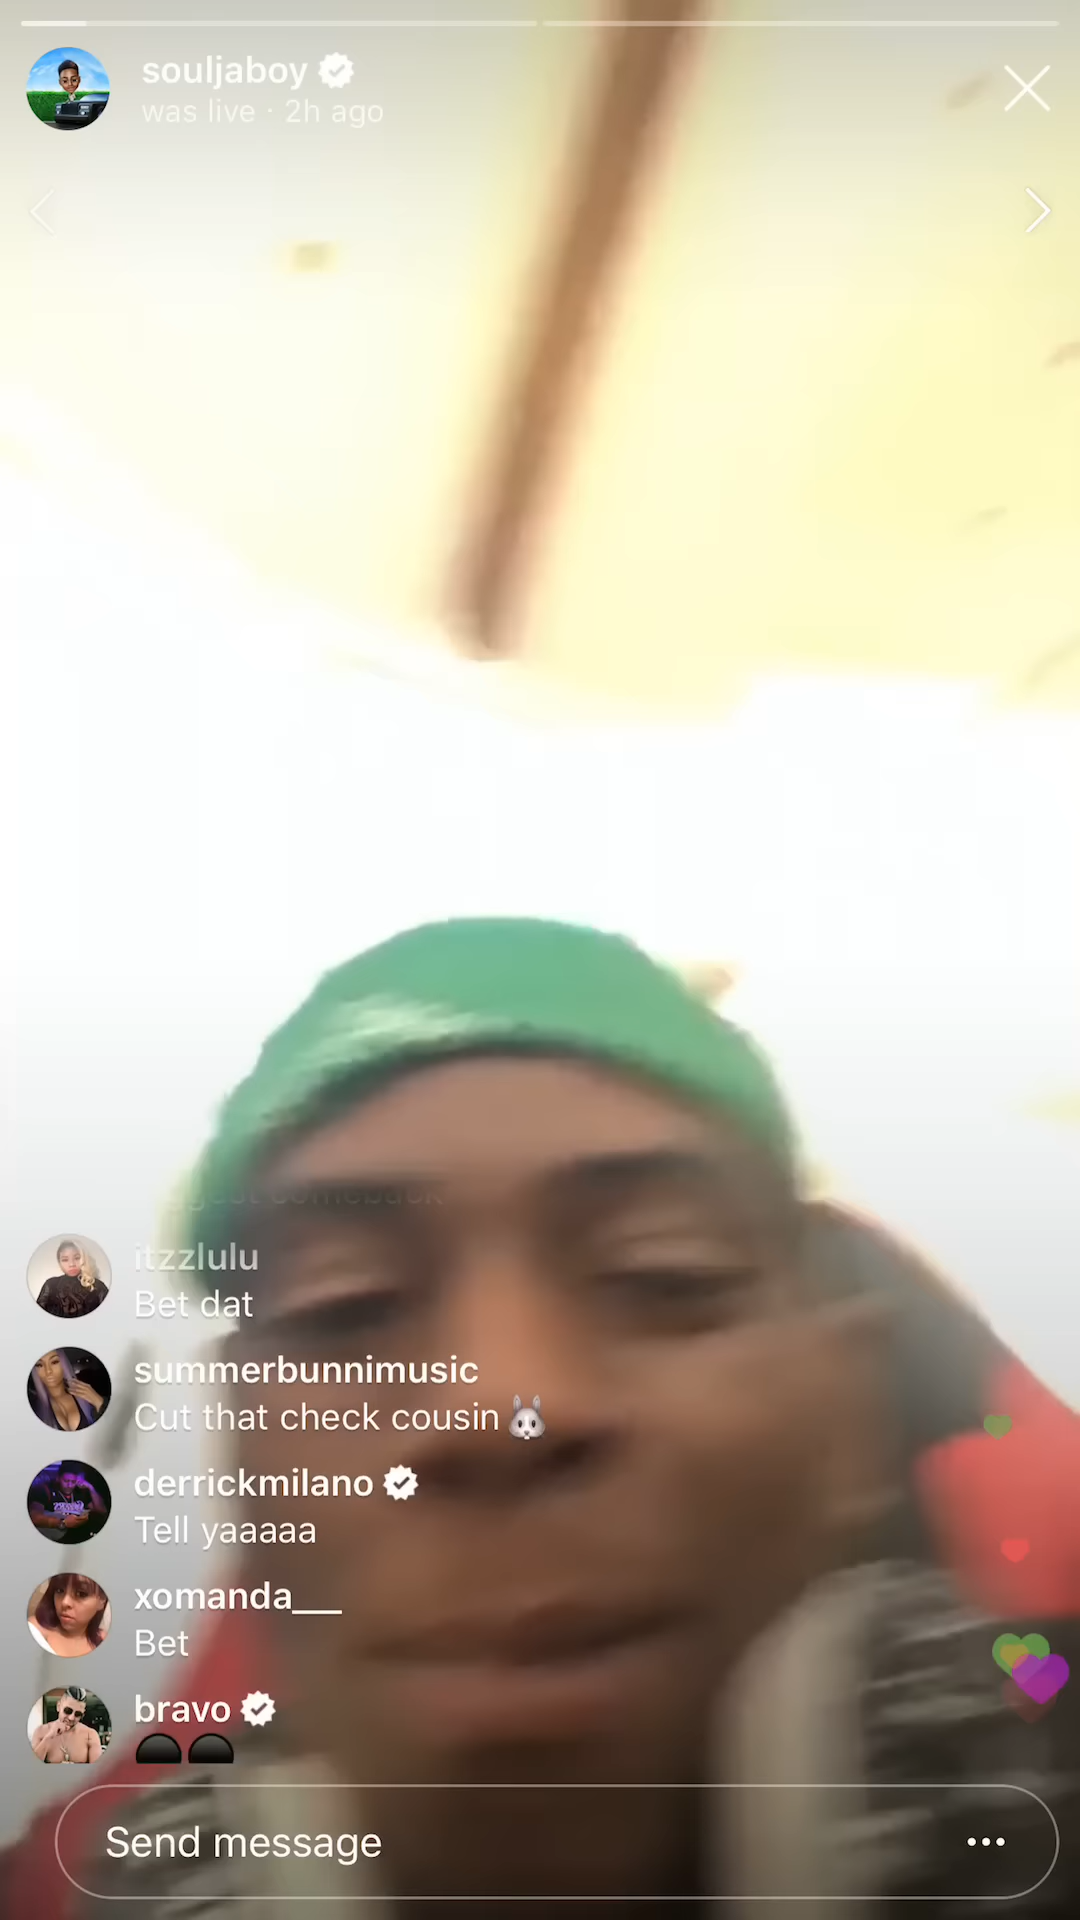 souljaboy
was live · 2h ago
comeback
itzzlulu
Bet dat
summerbunnimusic
Cut that check cousin🐰
derrickmilano
Tell yaaaaa
xomanda___
Bet
bravo
Send message